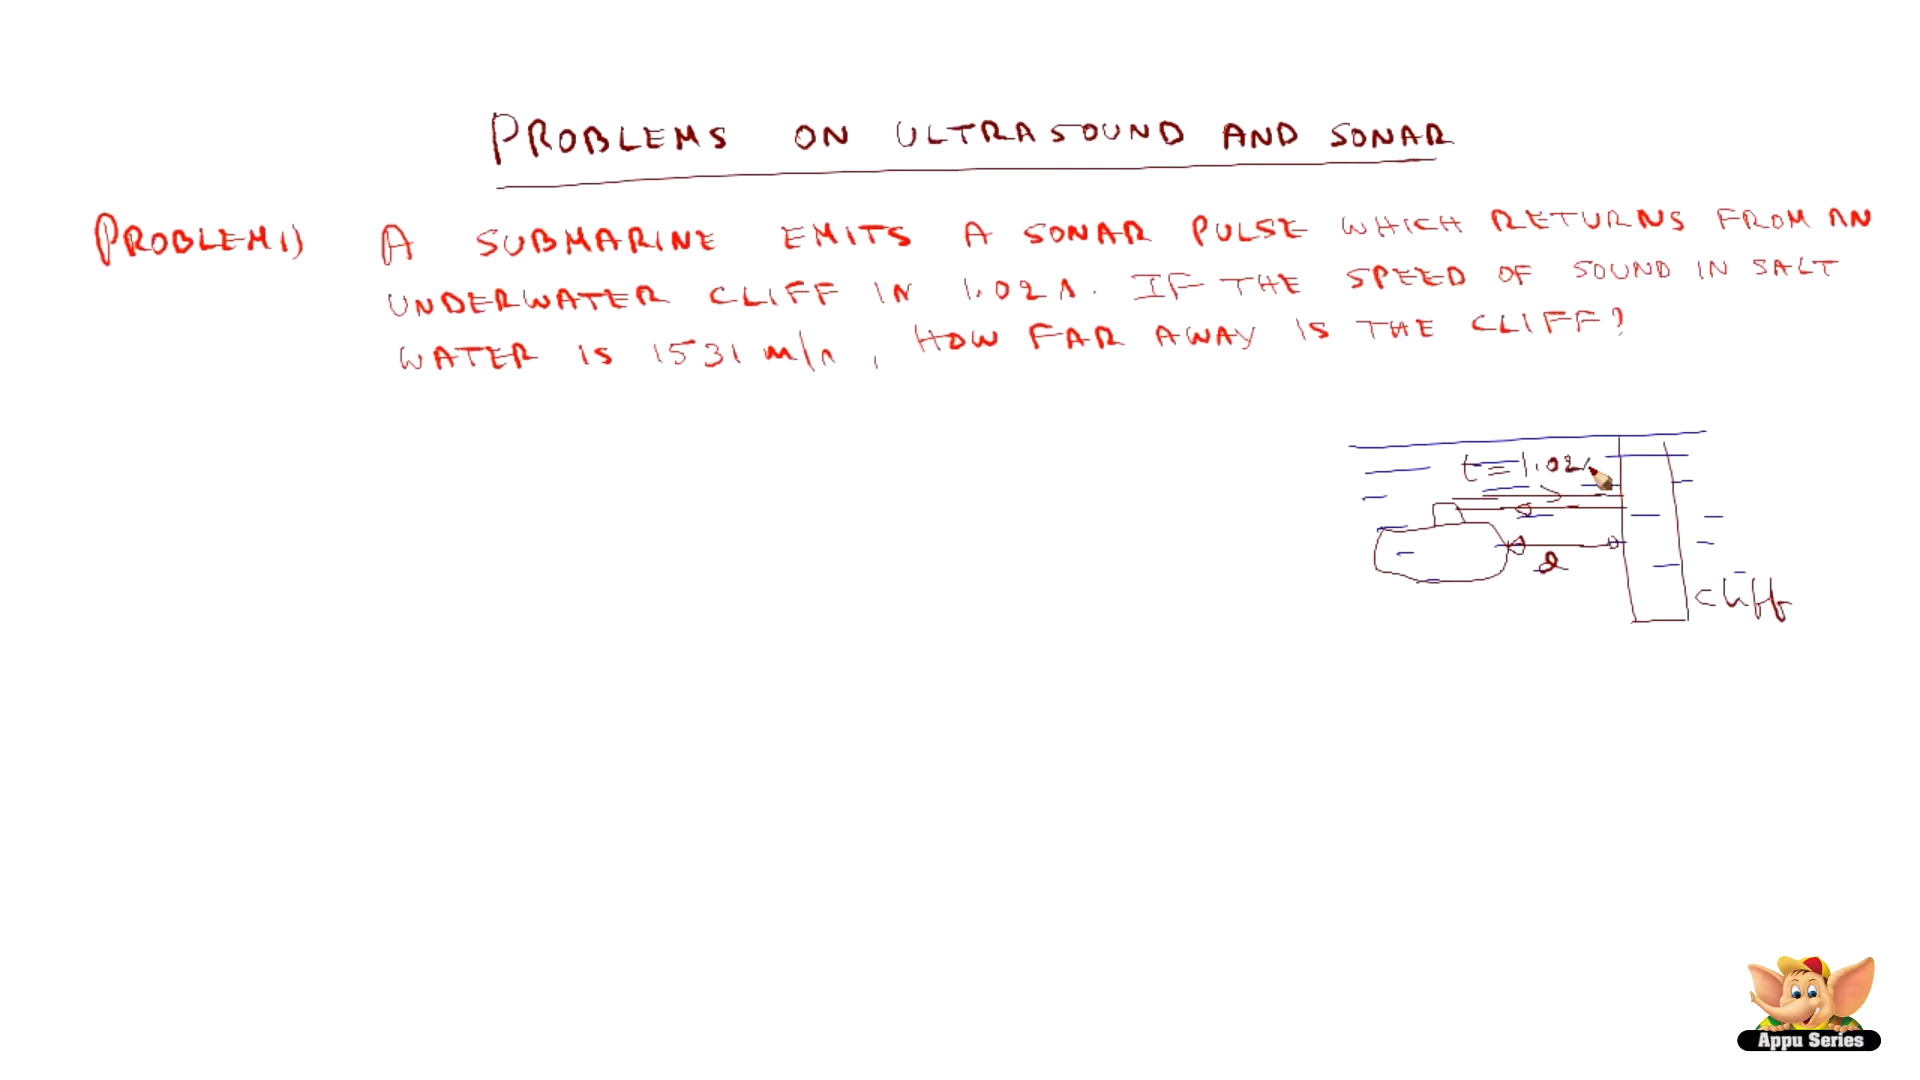 PROBLEMS ON ULTRASOUND AND SONAR
PROBLEM 1) A SUBMARINE EMITS A SONAR PULSE WHICH RETURNS FROM AN
UNDERWATER CLIFF IN 1.02 s. IF THE SPEED OF SOUND IN SALT
WATER IS 1531 m/s, HOW FAR AWAY IS THE CLIFF?
t = 1.02s
d
cliff
Appu Series